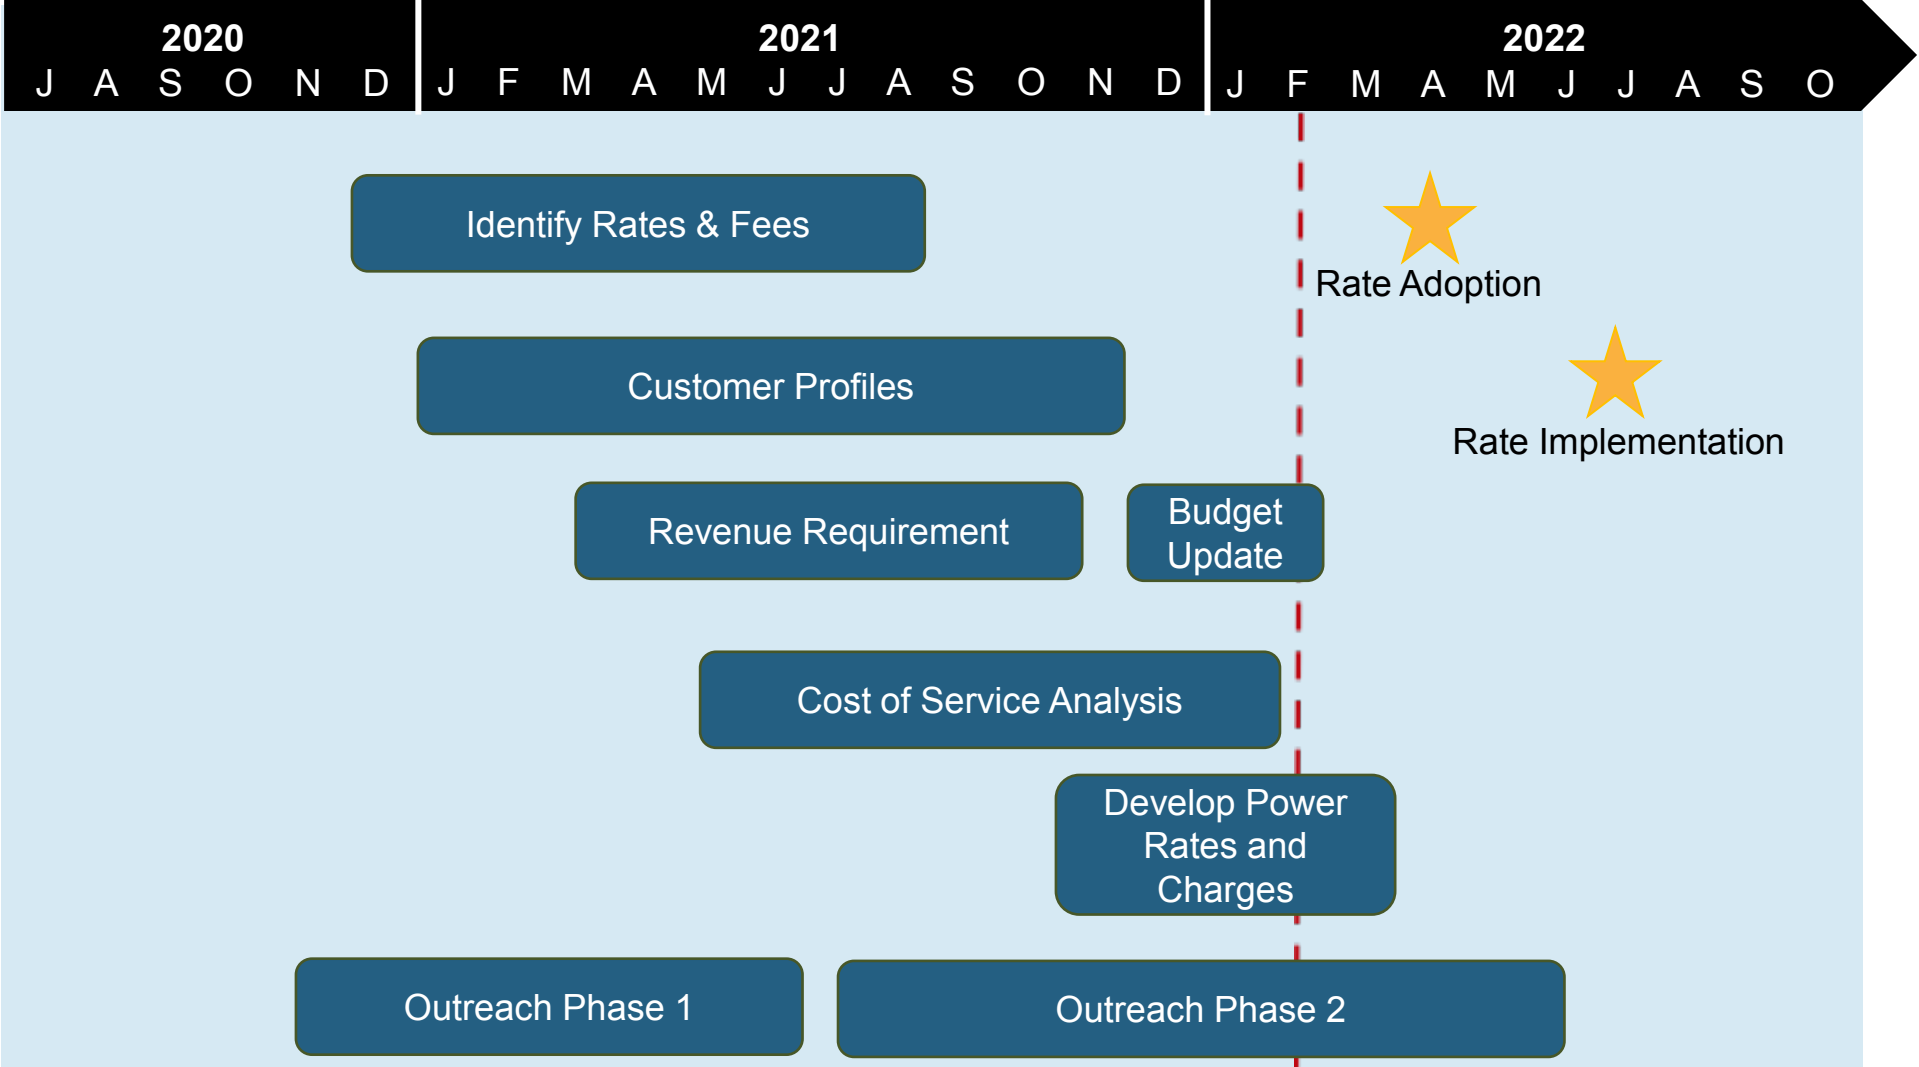 2020 2021 2022
J A S O N D J F M A M J J A S O N D J F M A M J J A S O
Identify Rates & Fees
Rate Adoption
Customer Profiles
Rate Implementation
Revenue Requirement
Budget
Update
Cost of Service Analysis
Develop Power
Rates and
Charges
Outreach Phase 1
Outreach Phase 2